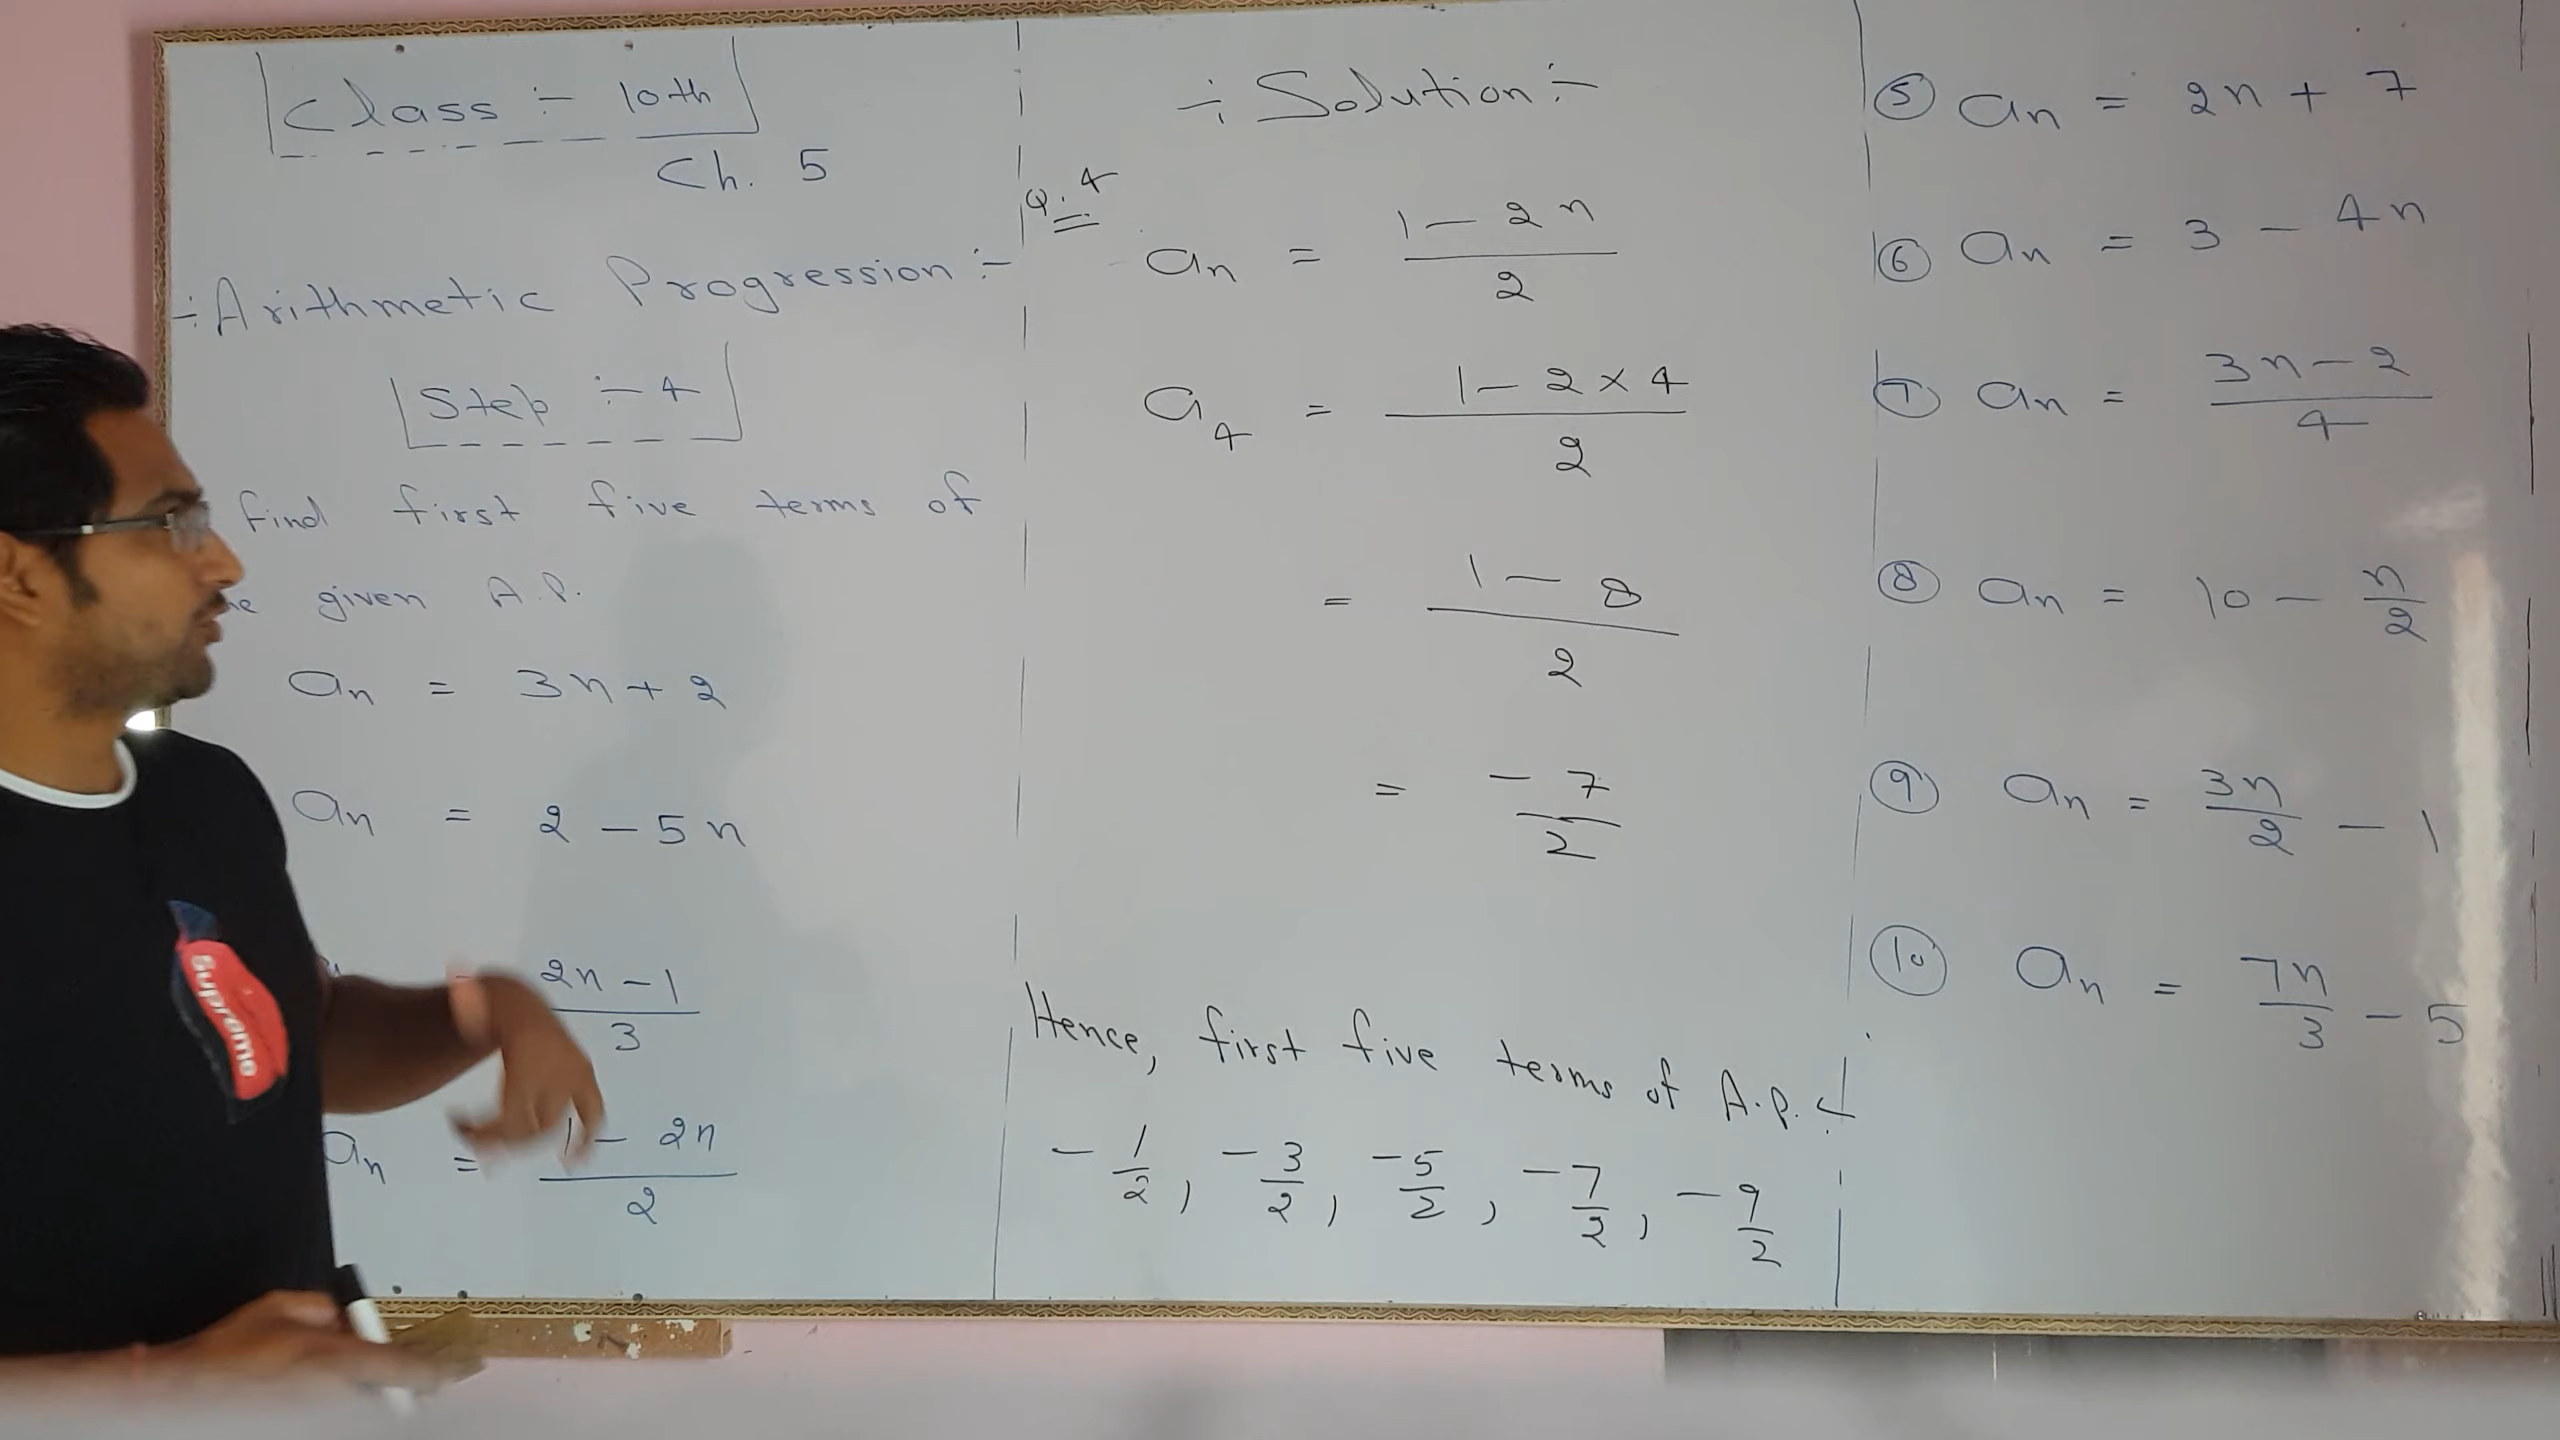 Class :- 10th
Ch. 5
÷ Arithmetic Progression :-
Step :- 4
find first five terms of
given A.P.
an = 3n + 2
an = 2 - 5n
2n - 1 / 3
an = 1 - 2n / 2
÷ Solution :-
Q. 4
an = 1 - 2n / 2
a4 = 1 - 2 × 4 / 2
= 1 - 8 / 2
= -7 / 2
Hence, first five terms of A.P.
-1/2, -3/2, -5/2, -7/2, -9/2
⑤ an = 2n + 7
⑥ an = 3 - 4n
⑦ an = 3n - 2 / 4
⑧ an = 10 - n/2
⑨ an = 3n/2 - 1
⑩ an = 7n/3 - 5
Supreme